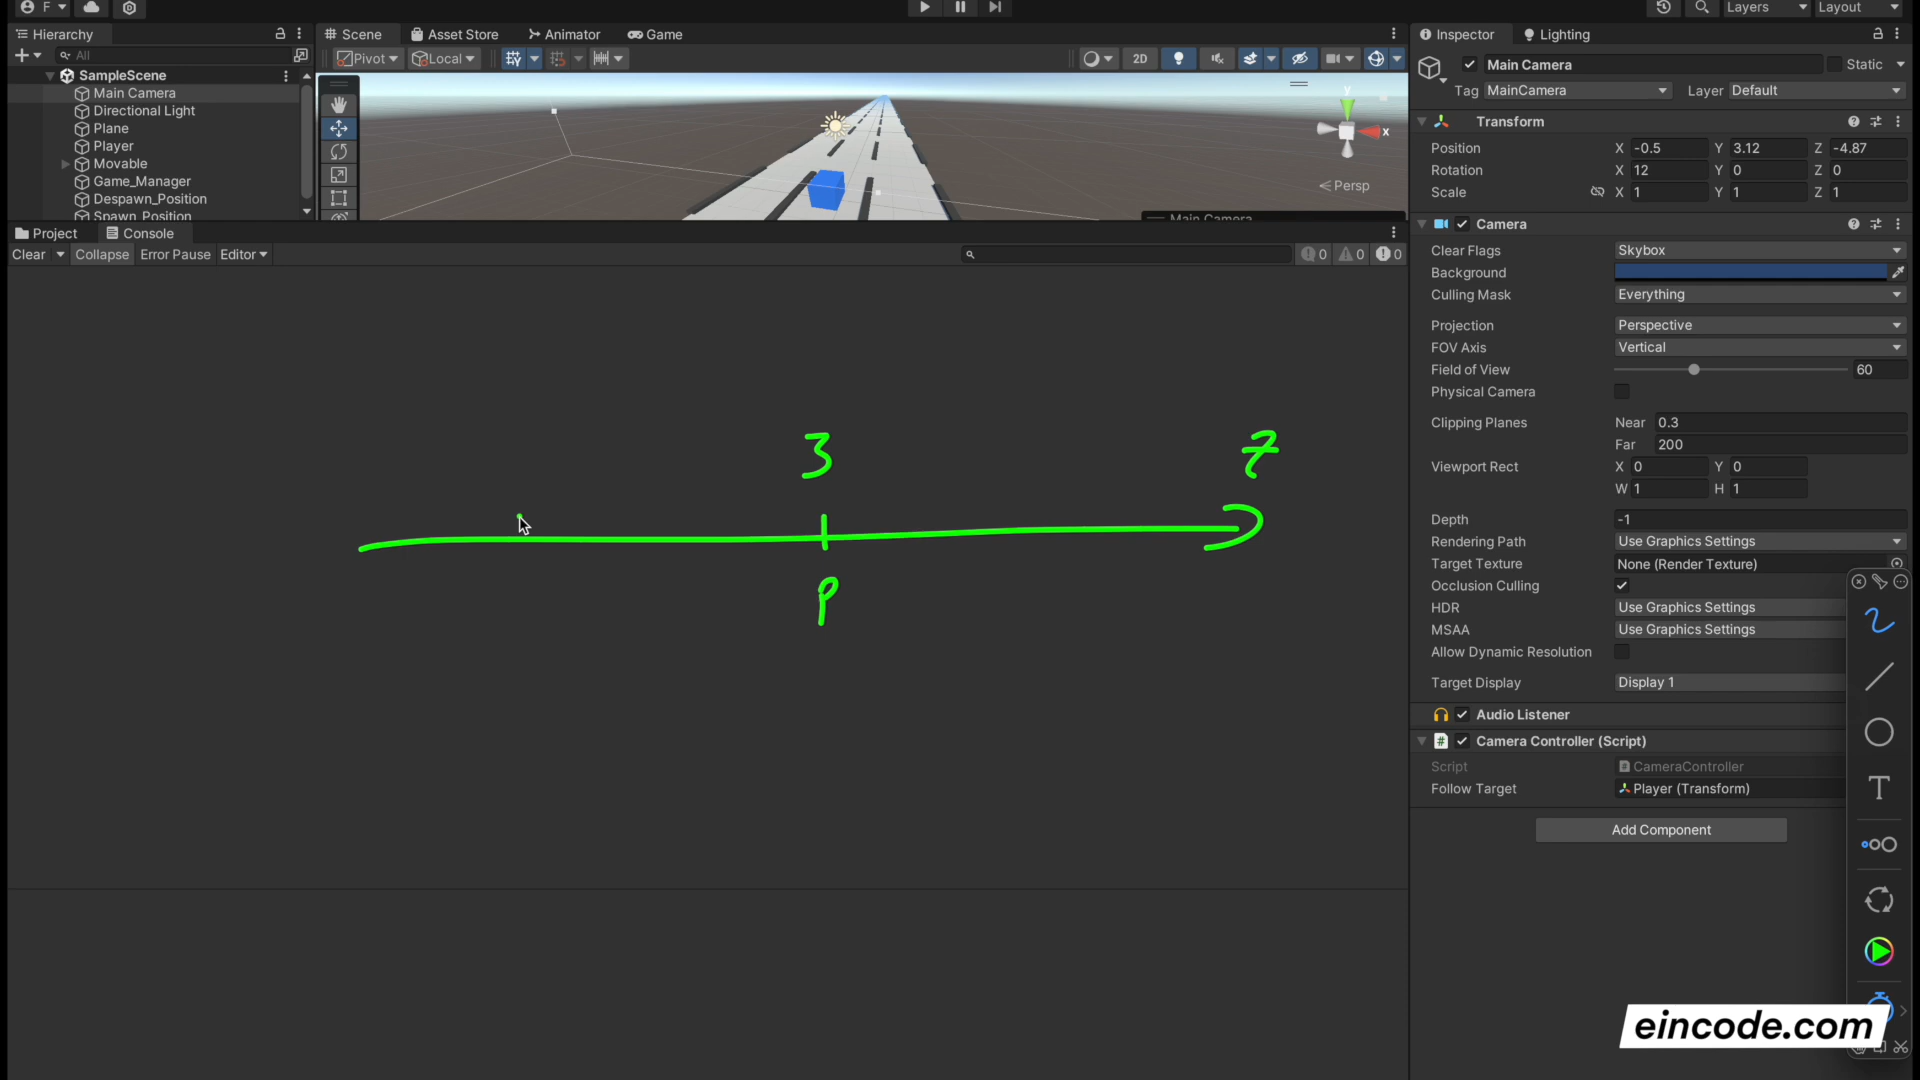 F
Layers
Layout
Hierarchy
All
SampleScene
Main Camera
Directional Light
Plane
Player
Movable
Game_Manager
Despawn_Position
Spawn_Position
Scene
Asset Store
Animator
Game
Pivot
Local
2D
y
x
Persp
Main Camera
Project
Console
Clear
Collapse
Error Pause
Editor
0
0
0
3
7
P
Inspector
Lighting
Main Camera
Static
Tag MainCamera
Layer Default
Transform
Position X -0.5 Y 3.12 Z -4.87
Rotation X 12 Y 0 Z 0
Scale X 1 Y 1 Z 1
Camera
Clear Flags Skybox
Background
Culling Mask Everything
Projection Perspective
FOV Axis Vertical
Field of View 60
Physical Camera
Clipping Planes Near 0.3
Far 200
Viewport Rect X 0 Y 0
W 1 H 1
Depth -1
Rendering Path Use Graphics Settings
Target Texture None (Render Texture)
Occlusion Culling
HDR Use Graphics Settings
MSAA Use Graphics Settings
Allow Dynamic Resolution
Target Display Display 1
Audio Listener
# Camera Controller (Script)
Script CameraController
Follow Target Player (Transform)
Add Component
T
eincode.com